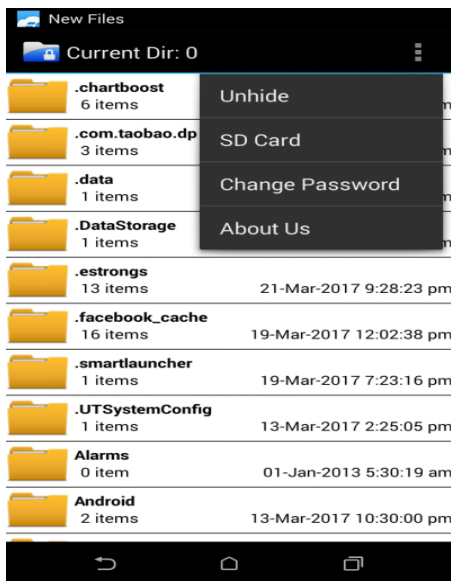 New Files
Current Dir: 0
Unhide
SD Card
Change Password
About Us
.chartboost
6 items
.com.taobao.dp
3 items
.data
1 items
.DataStorage
1 items
.estrongs
13 items 21-Mar-2017 9:28:23 pm
.facebook_cache
16 items 19-Mar-2017 12:02:38 pm
.smartlauncher
1 items 19-Mar-2017 7:23:16 pm
.UTSystemConfig
1 items 13-Mar-2017 2:25:05 pm
Alarms
0 item 01-Jan-2013 5:30:19 am
Android
2 items 13-Mar-2017 10:30:00 pm